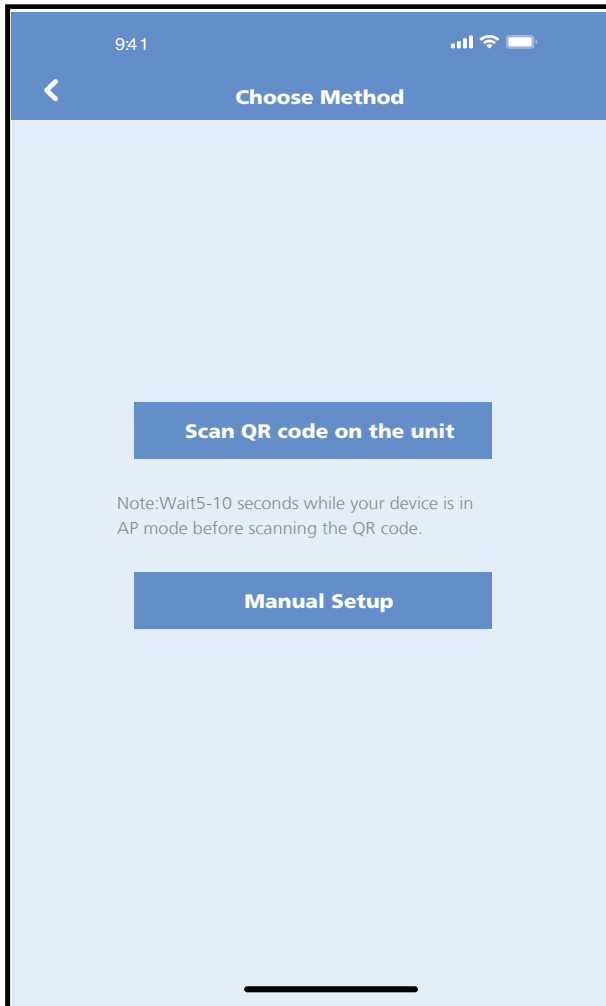 9:41
Choose Method
Scan QR code on the unit
Note:Wait5-10 seconds while your device is in
AP mode before scanning the QR code.
Manual Setup